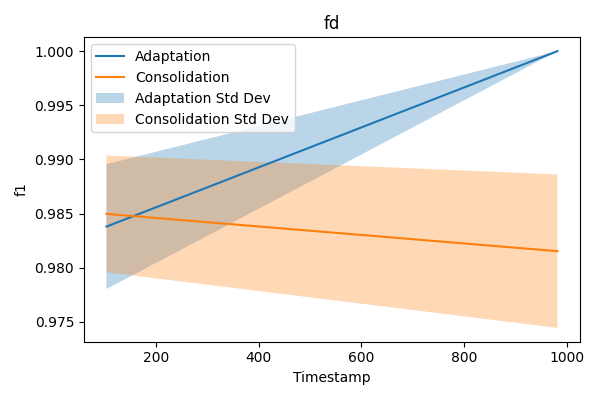 fd
Adaptation
Consolidation
Adaptation Std Dev
Consolidation Std Dev
1.000
0.995
0.990
0.985
0.980
0.975
f1
200
400
600
800
1000
Timestamp